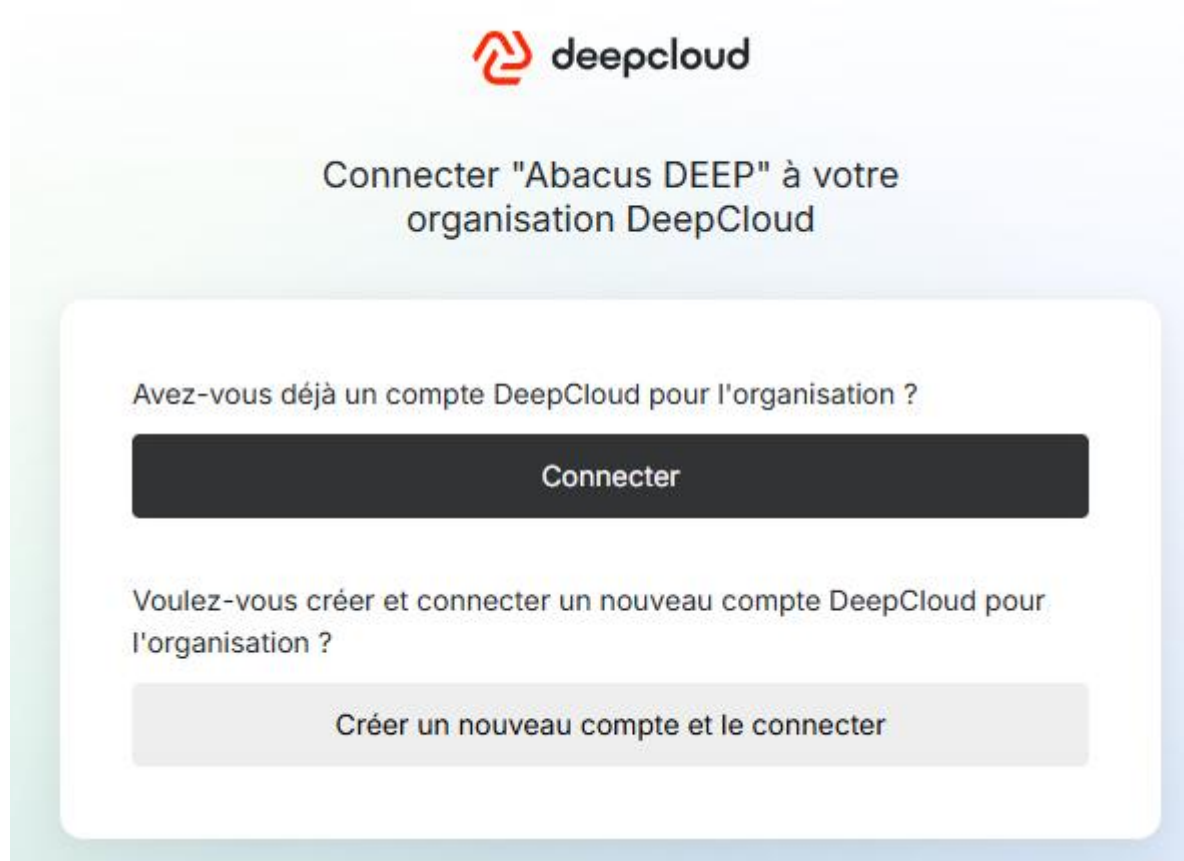 deepcloud
Connecter "Abacus DEEP" à votre
organisation DeepCloud
Avez-vous déjà un compte DeepCloud pour l'organisation ?
Connecter
Voulez-vous créer et connecter un nouveau compte DeepCloud pour
l'organisation ?
Créer un nouveau compte et le connecter